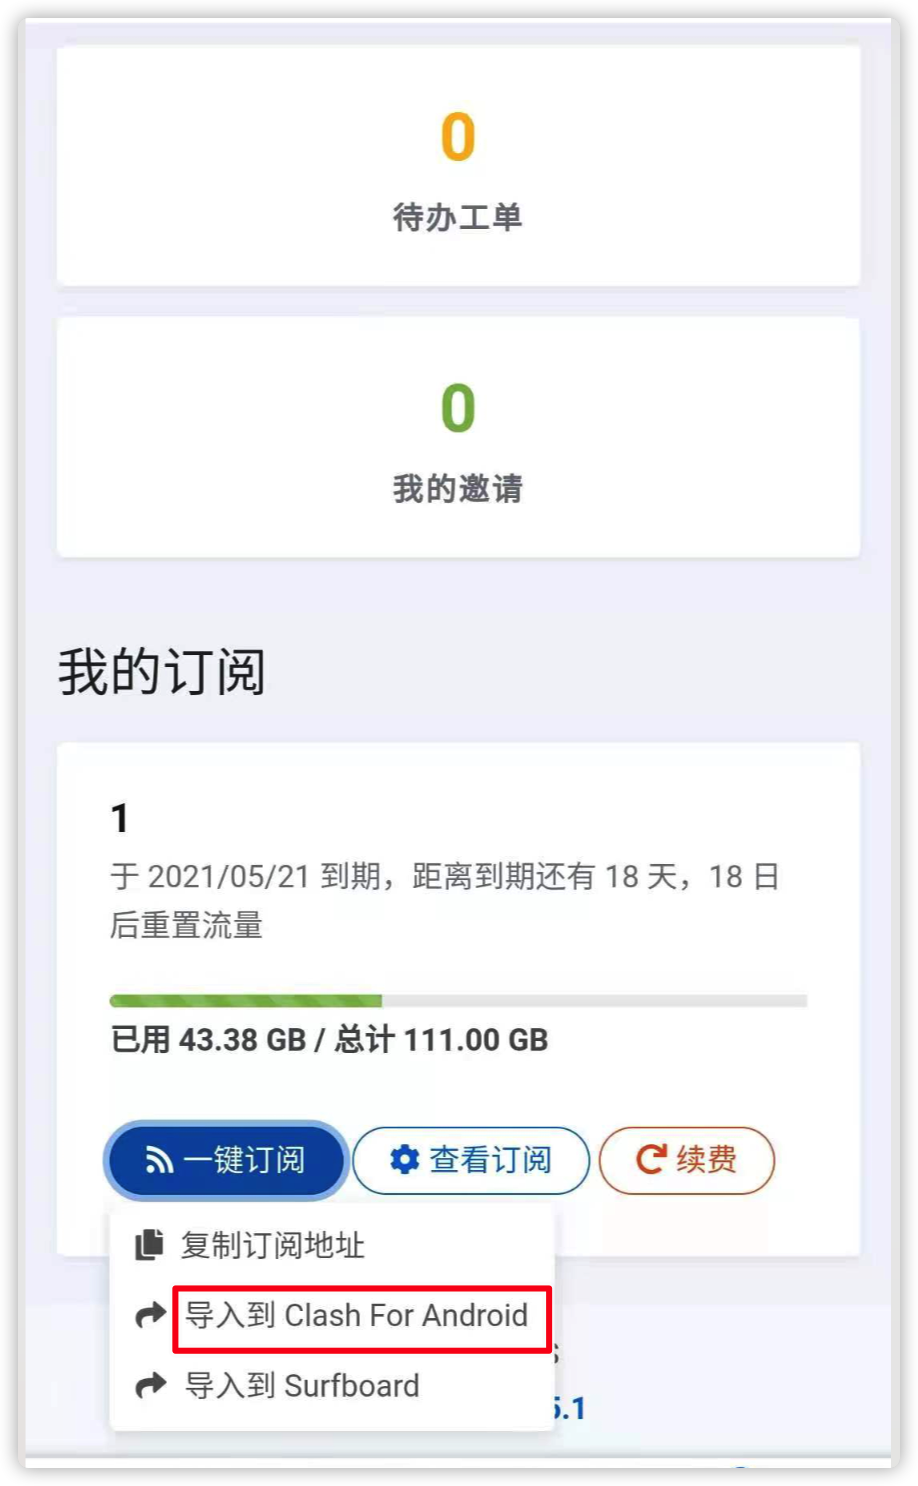 0
待办工单
0
我的邀请
我的订阅
1
于 2021/05/21 到期，距离到期还有 18 天，18 日
后重置流量
已用 43.38 GB / 总计 111.00 GB
一键订阅 查看订阅 续费
复制订阅地址
导入到 Clash For Android
导入到 Surfboard
5.1